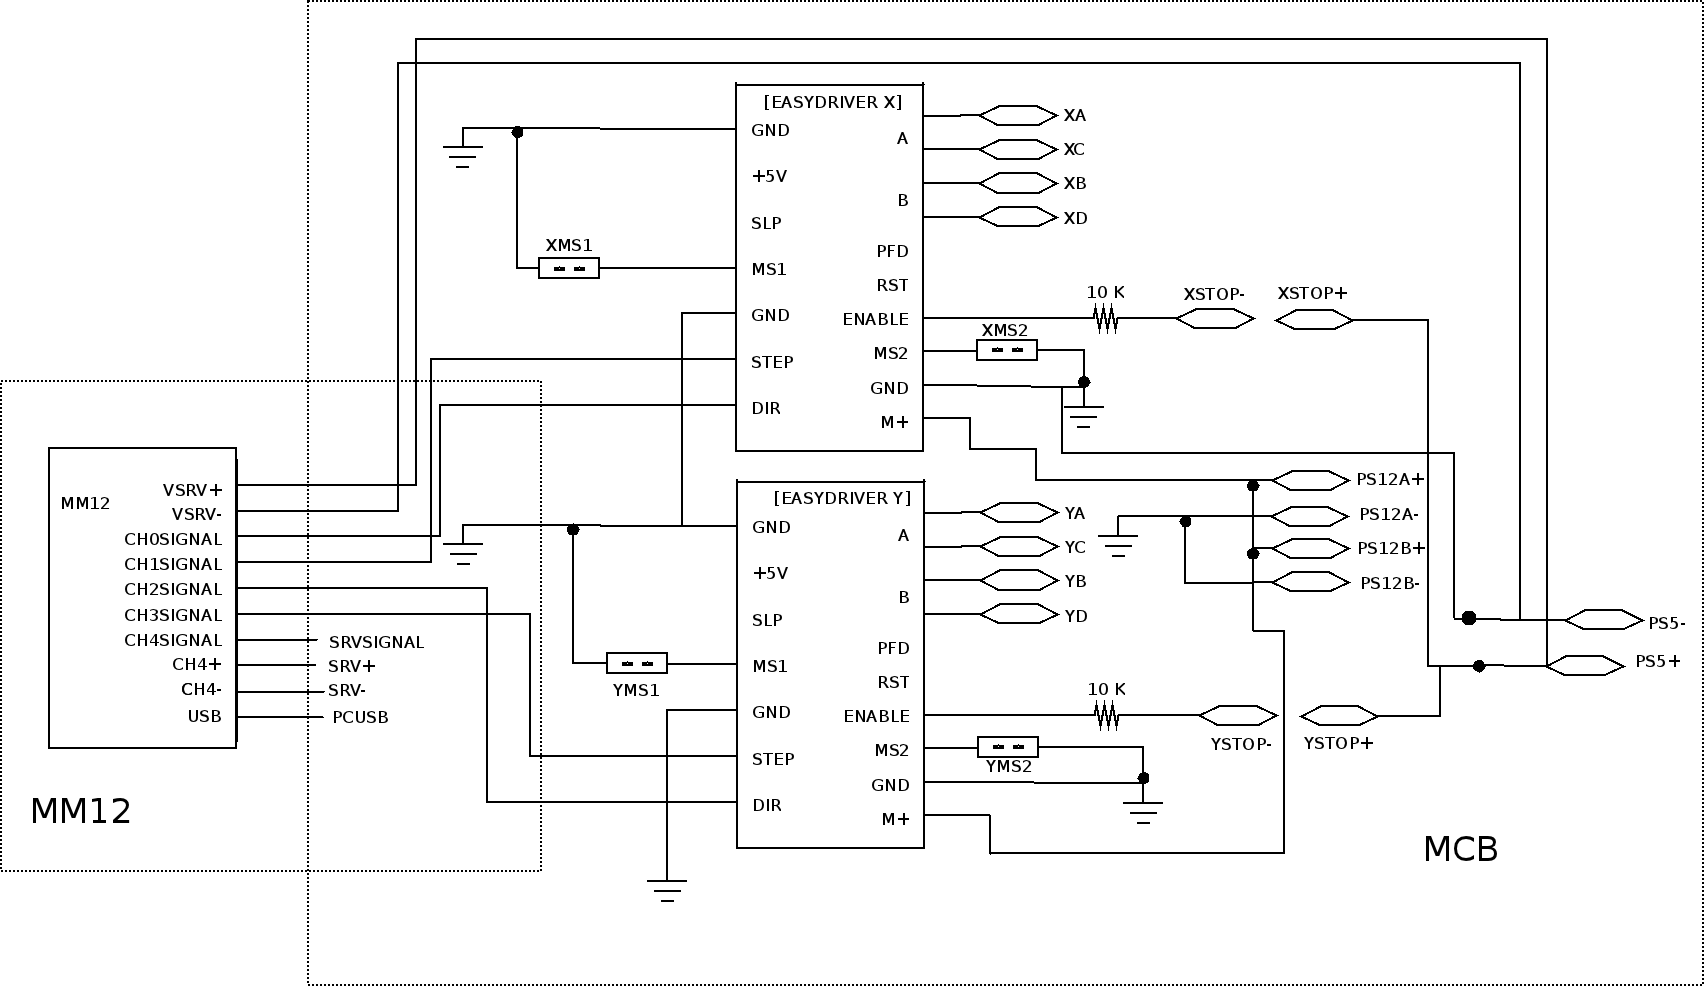 [EASYDRIVER X]
GND
+5V
SLP
MS1
GND
STEP
DIR
A
B
PFD
RST
ENABLE
MS2
GND
M+
XA
XC
XB
XD
XMS1
10 K
XSTOP-
XSTOP+
XMS2
MM12
VSRV+
VSRV-
CH0SIGNAL
CH1SIGNAL
CH2SIGNAL
CH3SIGNAL
CH4SIGNAL
CH4+
CH4-
USB
SRVSIGNAL
SRV+
SRV-
PCUSB
MM12
[EASYDRIVER Y]
GND
+5V
SLP
MS1
GND
STEP
DIR
A
B
PFD
RST
ENABLE
MS2
GND
M+
YA
YC
YB
YD
YMS1
10 K
YSTOP-
YSTOP+
YMS2
PS12A+
PS12A-
PS12B+
PS12B-
PS5-
PS5+
MCB